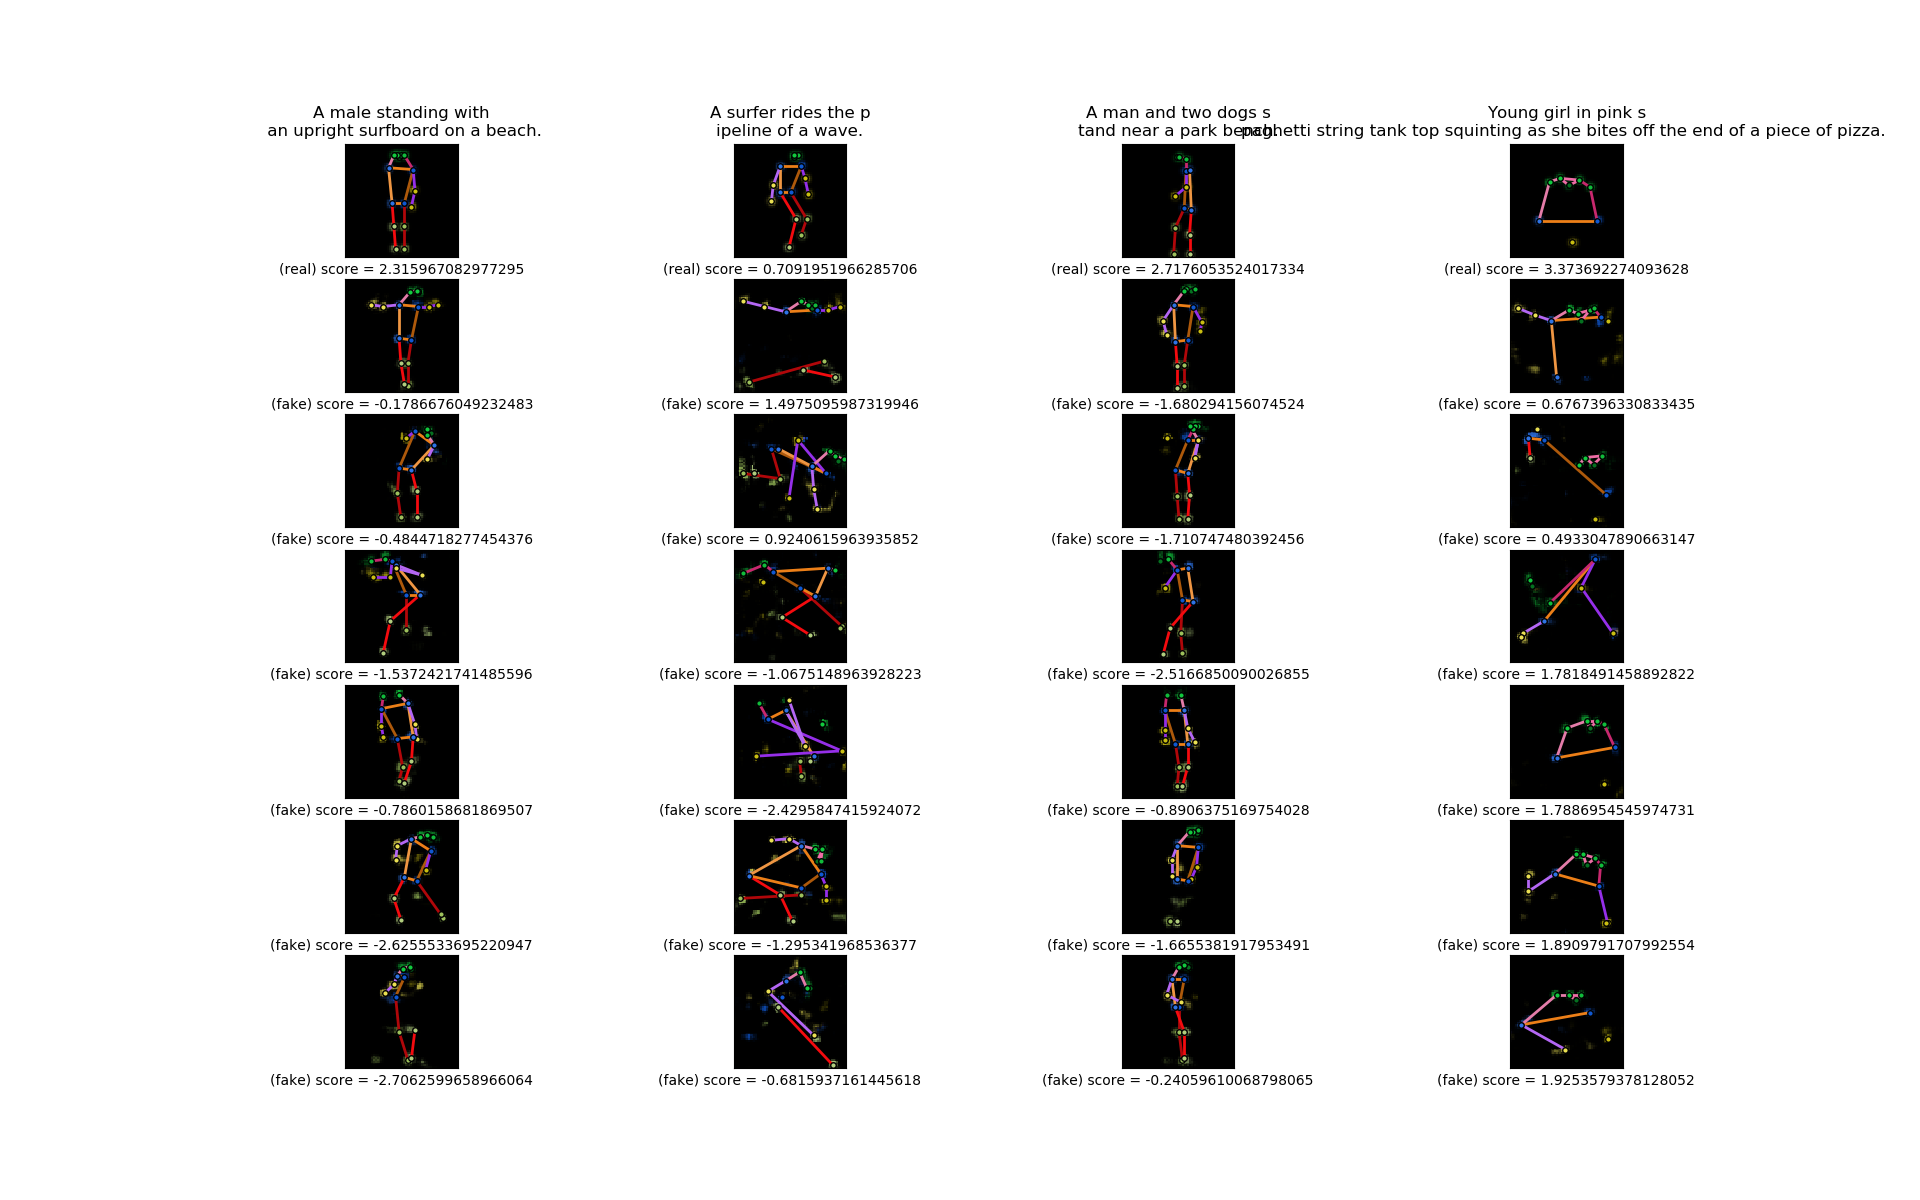 A male standing with
an upright surfboard on a beach.
A surfer rides the p
ipeline of a wave.
A man and two dogs s
tand near a park bench.
Young girl in pink s
paghetti string tank top squinting as she bites off the end of a piece of pizza.
(real) score = 2.315967082977295
(real) score = 0.7091951966285706
(real) score = 2.7176053524017334
(real) score = 3.373692274093628
(fake) score = -0.1786676049232483
(fake) score = 1.4975095987319946
(fake) score = -1.680294156074524
(fake) score = 0.6767396330833435
(fake) score = -0.4844718277454376
(fake) score = 0.9240615963935852
(fake) score = -1.710747480392456
(fake) score = 0.4933047890663147
(fake) score = -1.5372421741485596
(fake) score = -1.0675148963928223
(fake) score = -2.5166850090026855
(fake) score = 1.7818491458892822
(fake) score = -0.7860158681869507
(fake) score = -2.4295847415924072
(fake) score = -0.8906375169754028
(fake) score = 1.7886954545974731
(fake) score = -2.6255533695220947
(fake) score = -1.295341968536377
(fake) score = -1.6655381917953491
(fake) score = 1.8909791707992554
(fake) score = -2.7062599658966064
(fake) score = -0.6815937161445618
(fake) score = -0.24059610068798065
(fake) score = 1.9253579378128052